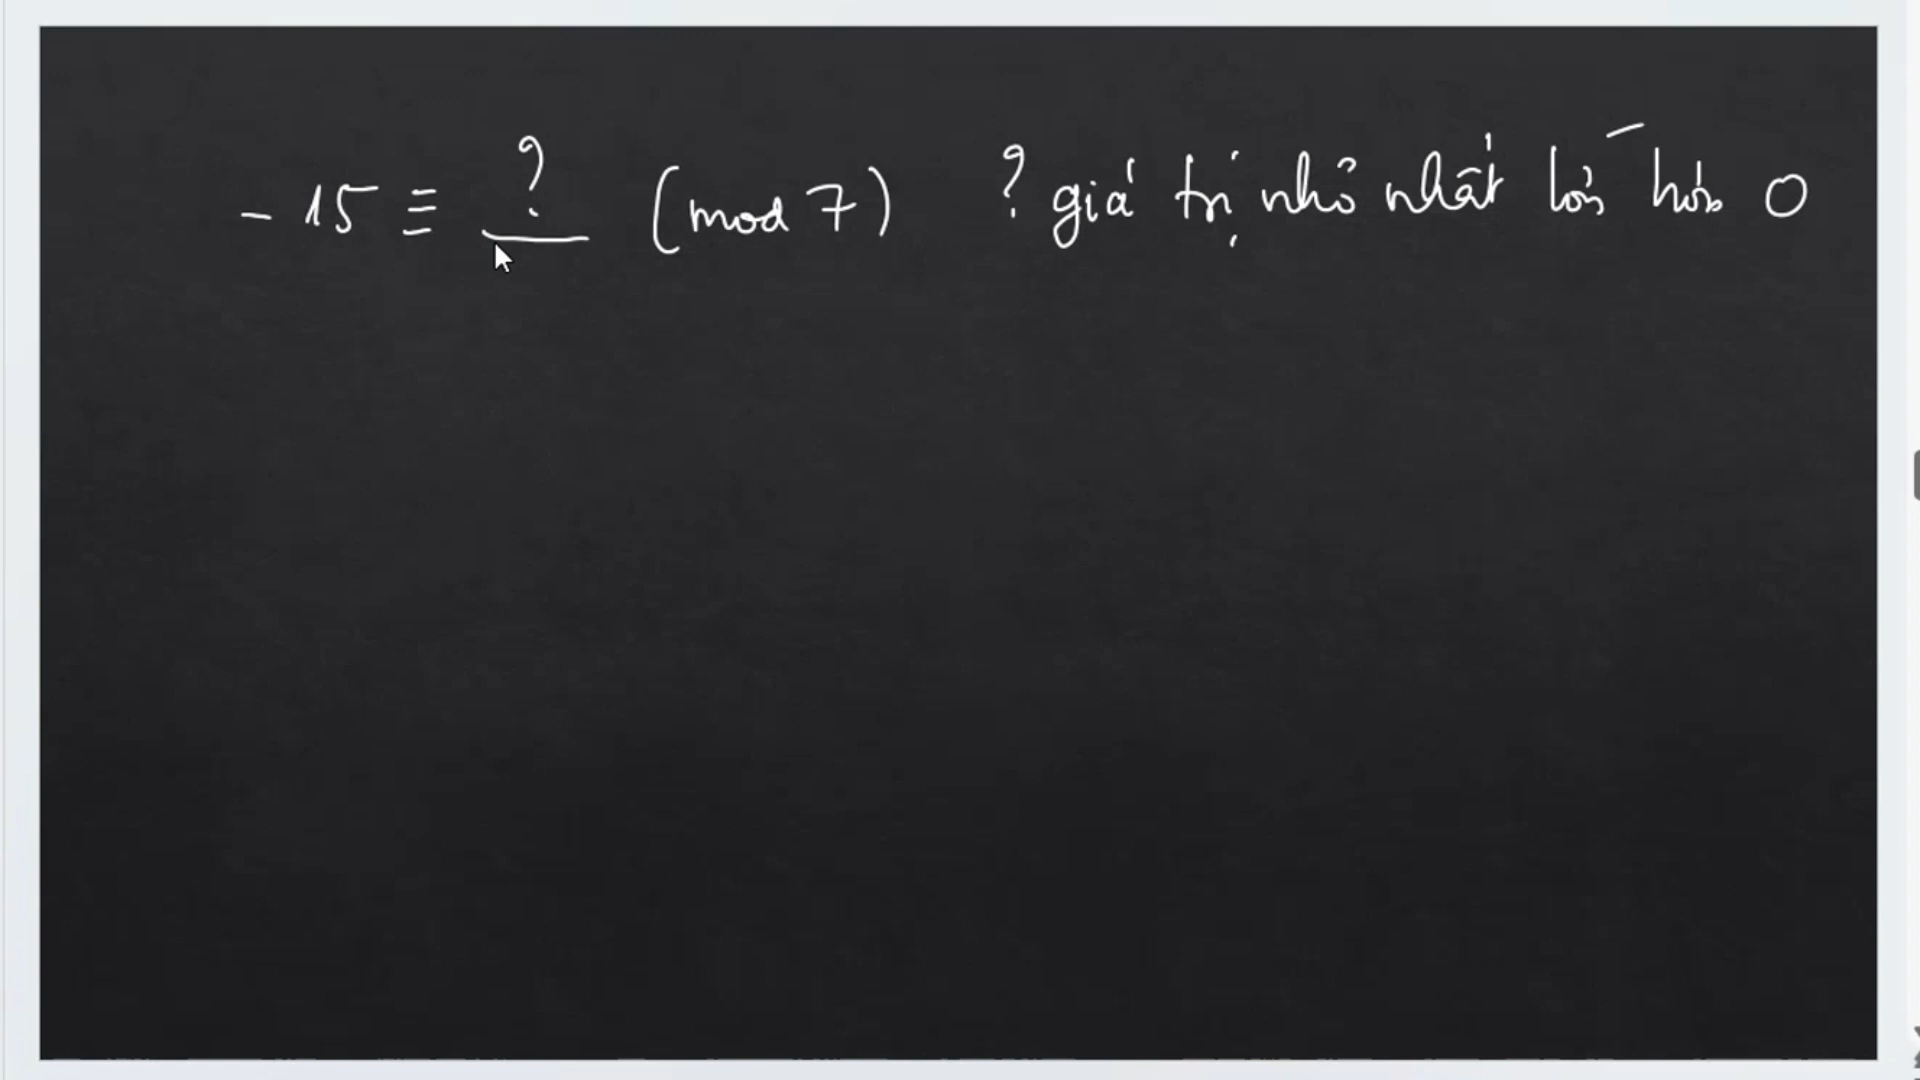 - 15 ≡ ? (mod 7) ? giá trị nhỏ nhất lớn hơn 0